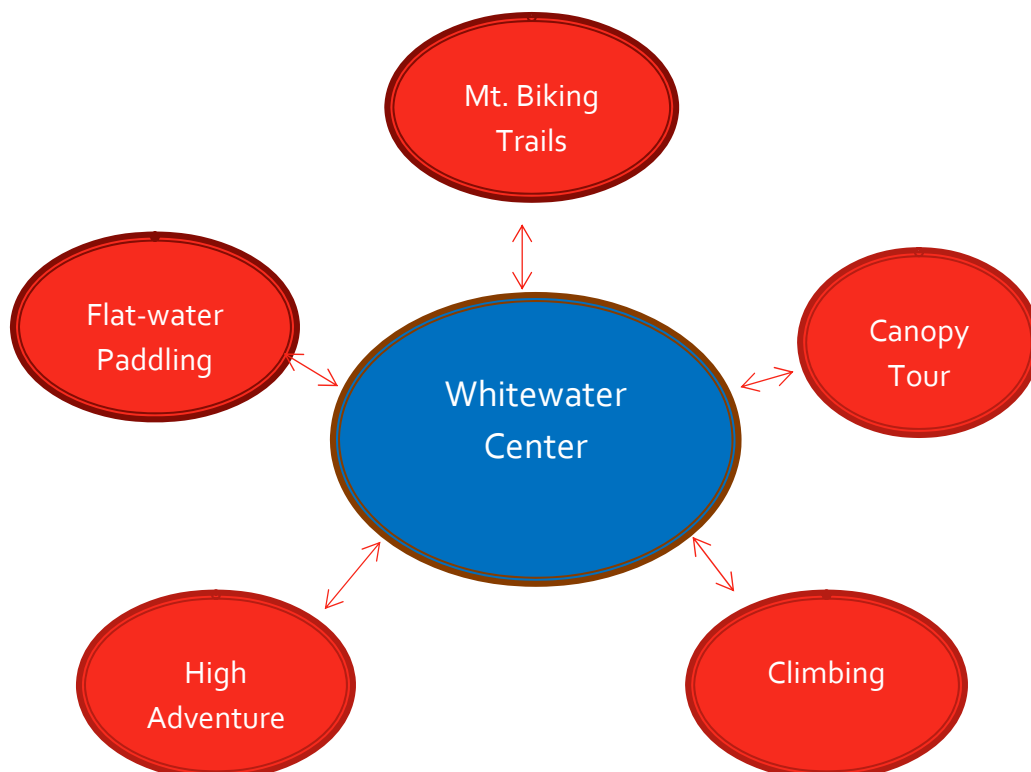 Mt. Biking
Trails
Flat-water
Paddling
Canopy
Tour
Whitewater
Center
High
Adventure
Climbing